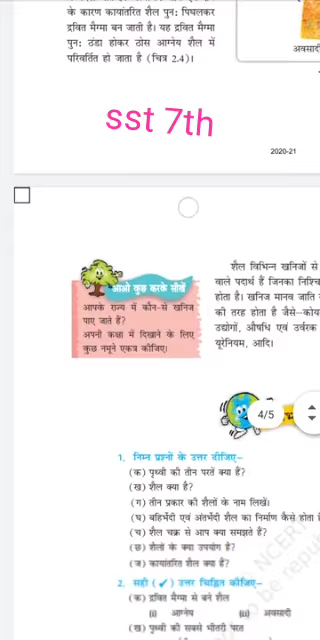 के कारण कायांतरित शैल पुन: पिघलकर
द्रवित मैग्मा बन जाती है। यह द्रवित मैग्मा
पुन: ठंडा होकर ठोस आग्नेय शैल में
परिवर्तित हो जाता है (चित्र 2.4)।
अवसादी
sst 7th
2020-21
आओ कुछ करके सीखें
आपके राज्य में कौन-से खनिज
पाए जाते हैं?
अपनी कक्षा में दिखाने के लिए
कुछ नमूने एकत्र कीजिए।
शैल विभिन्न खनिजों से
वाले पदार्थ हैं जिनका निश्चि
होता है। खनिज मानव जाति
की तरह होता है जैसे–कोय
उद्योगों, औषधि एवं उर्वरक
यूरेनियम, आदि।
4/5
1. निम्न प्रश्नों के उत्तर दीजिए–
(क) पृथ्वी की तीन परतें क्या हैं?
(ख) शैल क्या है?
(ग) तीन प्रकार की शैलों के नाम लिखें।
(घ) बहिर्भेदी एवं अंतर्भेदी शैल का निर्माण कैसे होता
(च) शैल चक्र से आप क्या समझते हैं?
(छ) शैलों के क्या उपयोग हैं?
(ज) कायांतरित शैल क्या हैं?
2. सही (✓) उत्तर चिह्नित कीजिए–
(क) द्रवित मैग्मा से बने शैल
(i) आग्नेय (ii) अवसादी
(ख) पृथ्वी की सबसे भीतरी परत